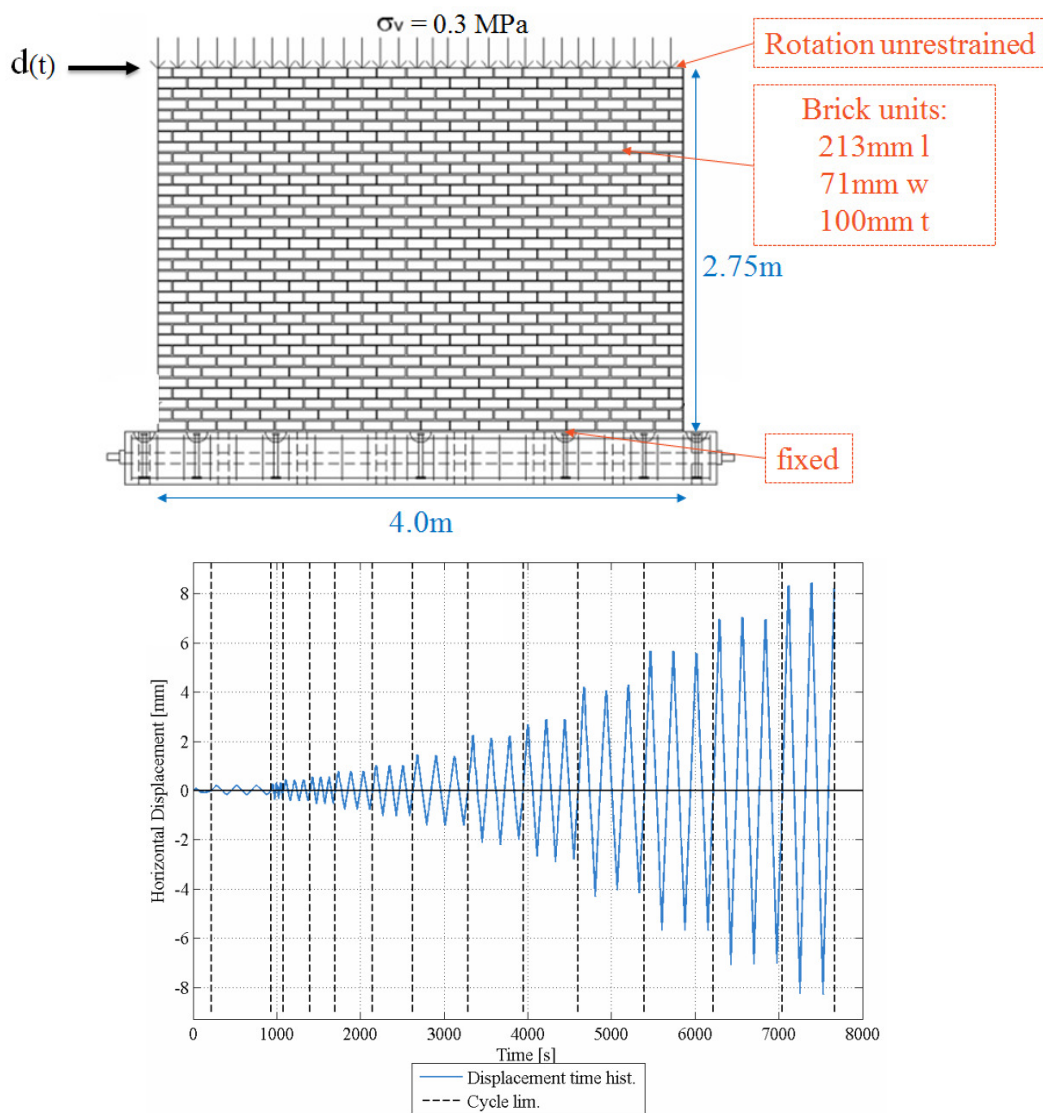 σv = 0.3 MPa
d(t)
Rotation unrestrained
Brick units:
213mm l
71mm w
100mm t
2.75m
fixed
4.0m
Horizontal Displacement [mm]
8
6
4
2
0
-2
-4
-6
-8
0 1000 2000 3000 4000 5000 6000 7000 8000
Time [s]
Displacement time hist.
Cycle lim.